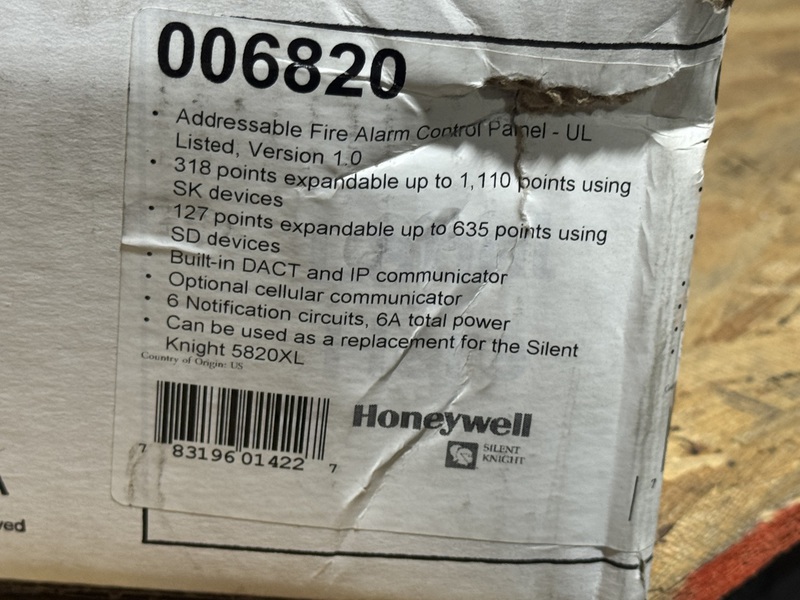 006820
• Addressable Fire Alarm Control Panel - UL
Listed, Version 1.0
• 318 points expandable up to 1,110 points using
SK devices
• 127 points expandable up to 635 points using
SD devices
• Built-in DACT and IP communicator
• Optional cellular communicator
• 6 Notification circuits, 6A total power
• Can be used as a replacement for the Silent
Knight 5820XL
Country of Origin: US
7 83196 01422 7
Honeywell
SILENT
KNIGHT